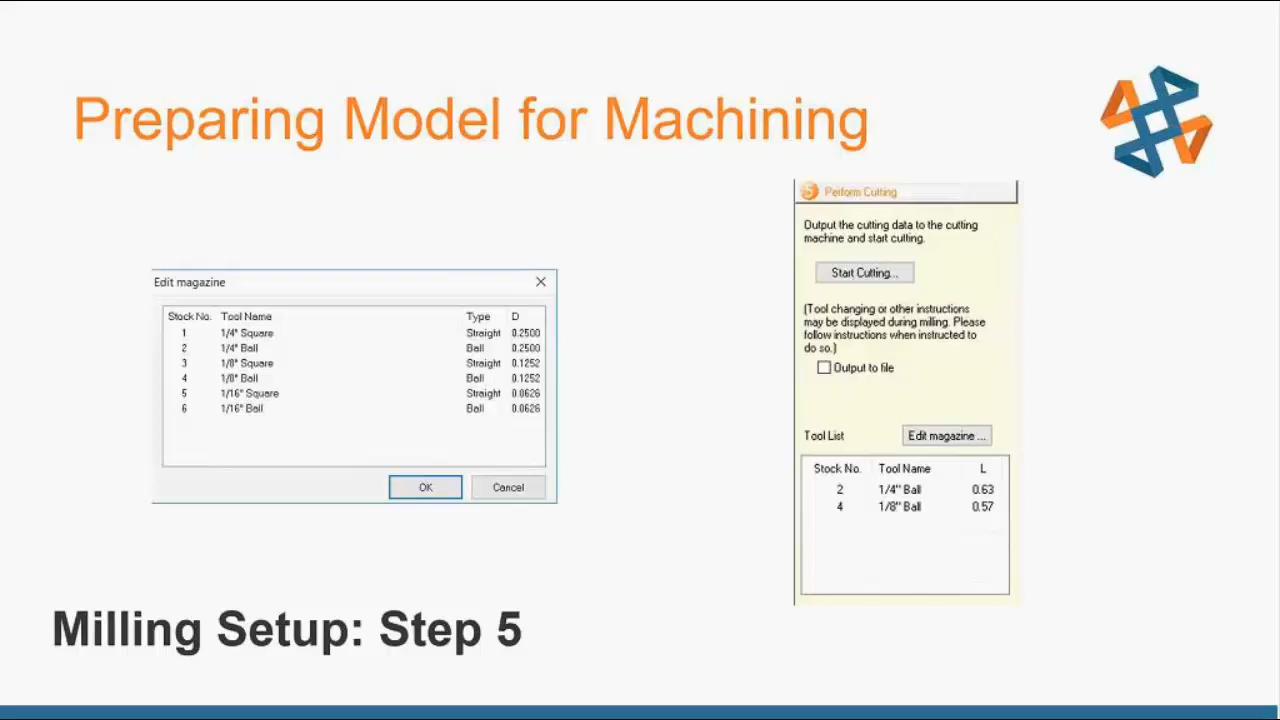 Preparing Model for Machining
Edit magazine
Stock No. Tool Name Type D
1 1/4" Square Straight 0.2500
2 1/4" Ball Ball 0.2500
3 1/8" Square Straight 0.1252
4 1/8" Ball Ball 0.1252
5 1/16" Square Straight 0.0626
6 1/16" Ball Ball 0.0626
OK Cancel
5 Perform Cutting
Output the cutting data to the cutting
machine and start cutting.
Start Cutting...
(Tool changing or other instructions
may be displayed during milling. Please
follow instructions when instructed to
do so.)
Output to file
Tool List Edit magazine ...
Stock No. Tool Name L
2 1/4" Ball 0.63
4 1/8" Ball 0.57
Milling Setup: Step 5